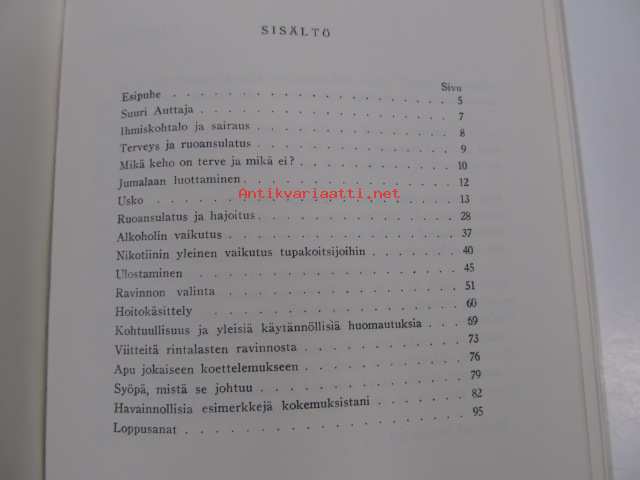 SISÄLTÖ
Sivu
Esipuhe . . . . . . . . . . . . . . . . . . . 5
Suuri Auttaja . . . . . . . . . . . . . . . . 7
Ihmiskohtalo ja sairaus . . . . . . . . . . . . . 8
Terveys ja ruoansulatus . . . . . . . . . . . . . 9
Mikä keho on terve ja mikä ei? . . . . . . . . . . 10
Jumalaan luottaminen . . . . . . . . . . . . . . 12
Antikvariaatti.net
Usko . . . . . . . . . . . . . . . . . . . 13
Ruoansulatus ja hajoitus . . . . . . . . . . . . . 28
Alkoholin vaikutus . . . . . . . . . . . . . . . 37
Nikotiinin yleinen vaikutus tupakoitsijoihin . . . . . . 40
Ulostaminen . . . . . . . . . . . . . . . . . 45
Ravinnon valinta . . . . . . . . . . . . . . . . 51
Hoitokäsittely . . . . . . . . . . . . . . . . . 60
Kohtuullisuus ja yleisiä käytännöllisiä huomautuksia . . . 69
Viitteitä rintalasten ravinnosta . . . . . . . . . . . 73
Apu jokaiseen koettelemukseen . . . . . . . . . . . 76
Syöpä, mistä se johtuu . . . . . . . . . . . . . . 79
Havainnollisia esimerkkejä kokemuksistani . . . . . . . 82
Loppusanat . . . . . . . . . . . . . . . . . . 95